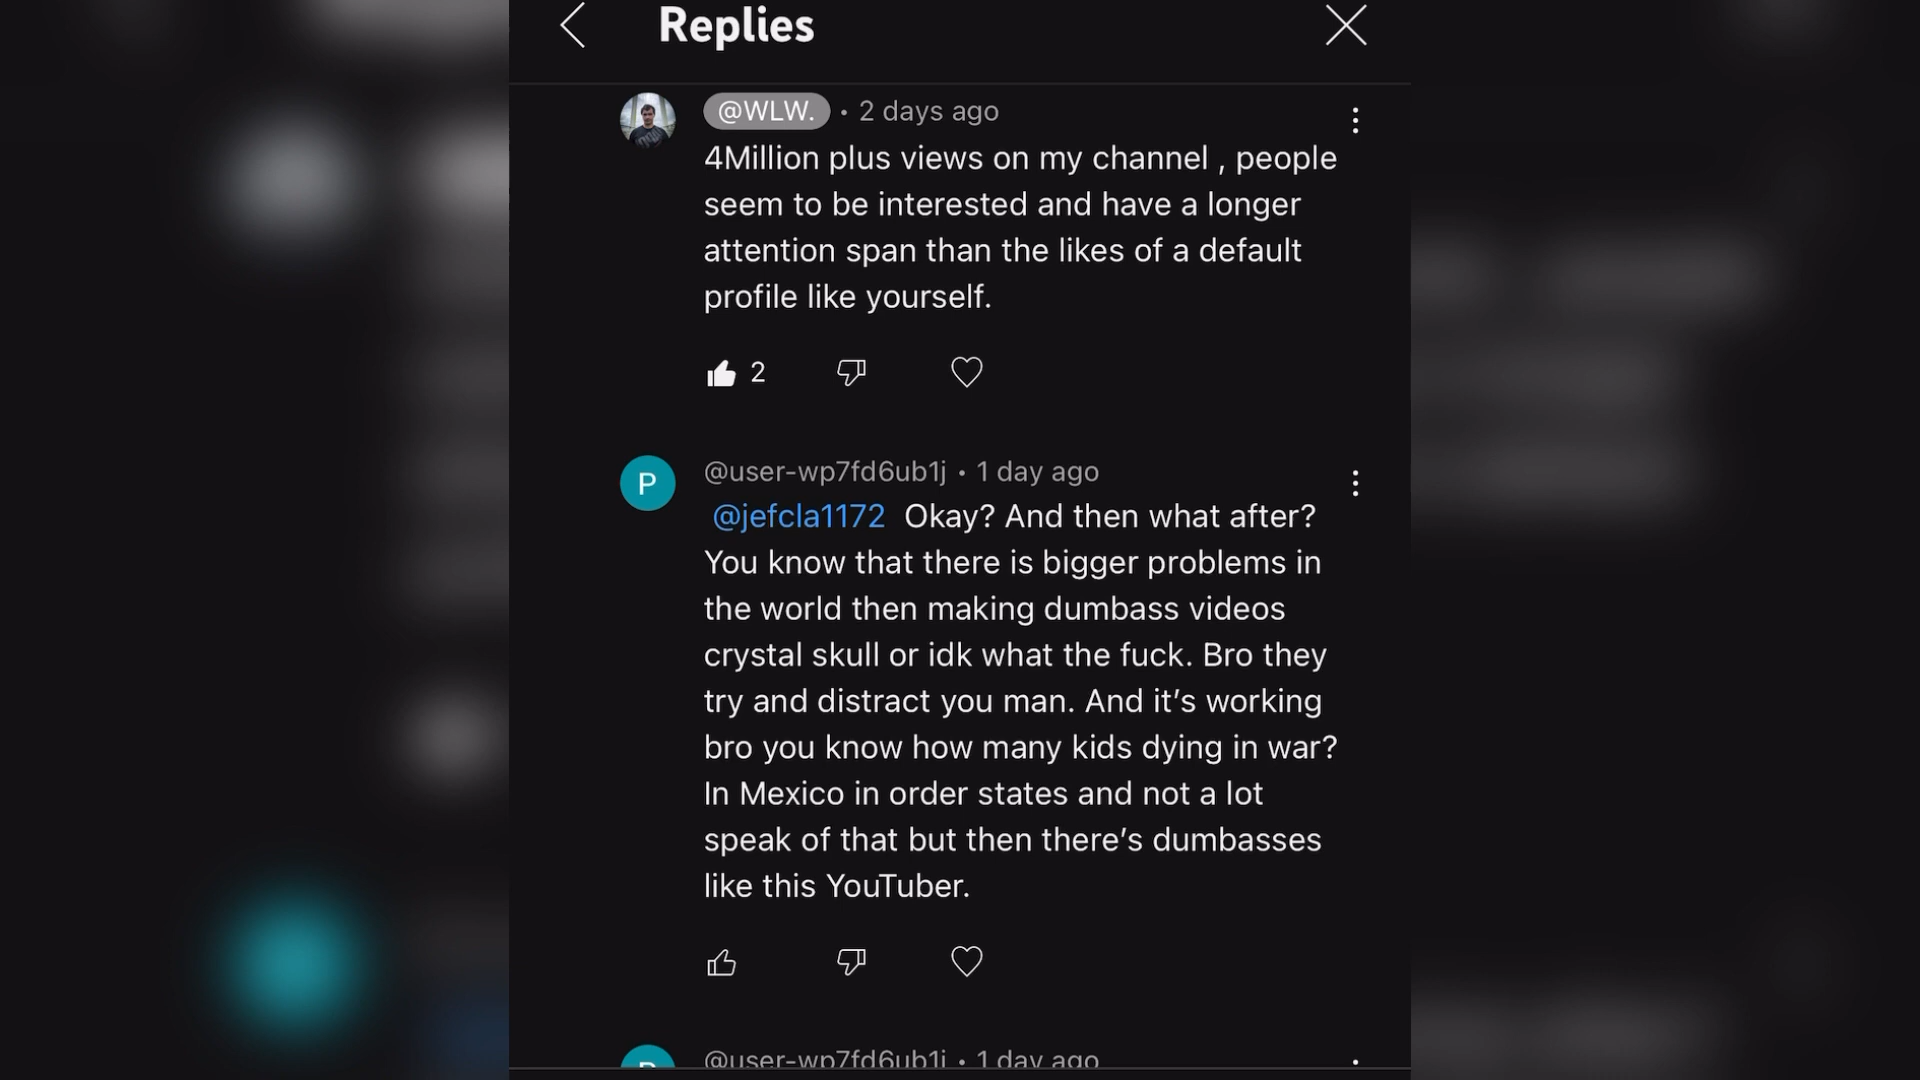 Replies
@WLW. • 2 days ago
4Million plus views on my channel , people
seem to be interested and have a longer
attention span than the likes of a default
profile like yourself.
2
P
@user-wp7fd6ub1j • 1 day ago
@jefcla1172 Okay? And then what after?
You know that there is bigger problems in
the world then making dumbass videos
crystal skull or idk what the fuck. Bro they
try and distract you man. And it’s working
bro you know how many kids dying in war?
In Mexico in order states and not a lot
speak of that but then there’s dumbasses
like this YouTuber.
P
@user-wp7fd6ub1j • 1 day ago